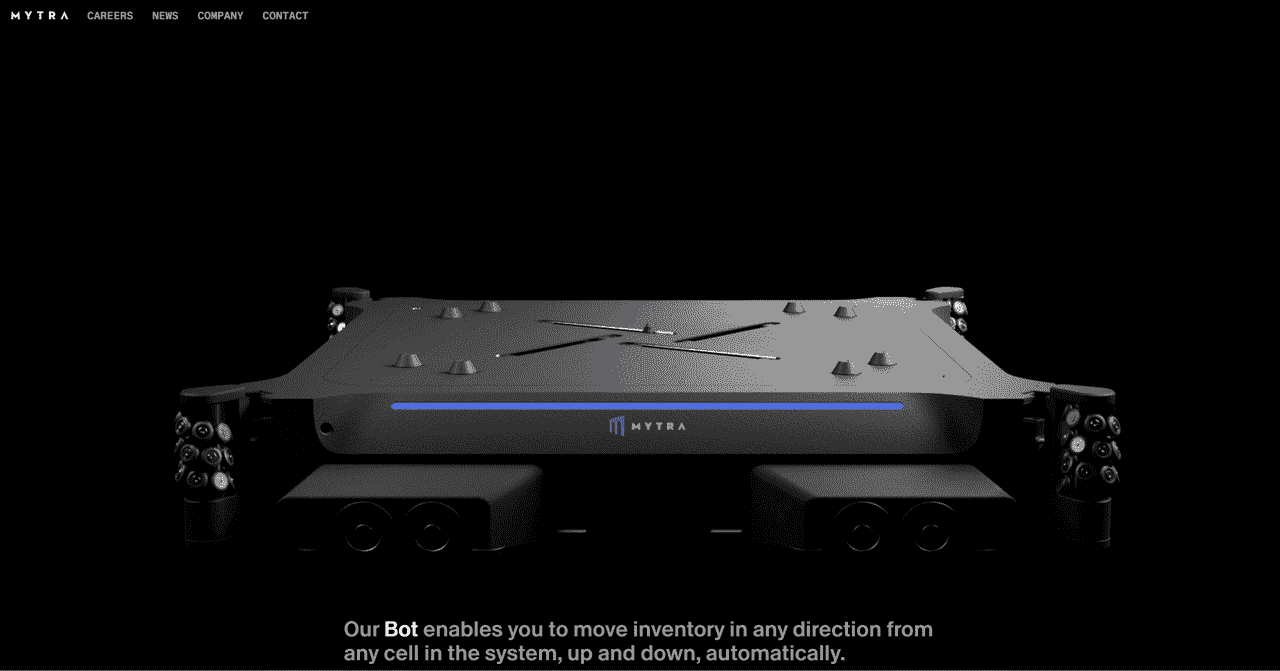 MYTRA CAREERS NEWS COMPANY CONTACT
MYTRA
Our Bot enables you to move inventory in any direction from
any cell in the system, up and down, automatically.